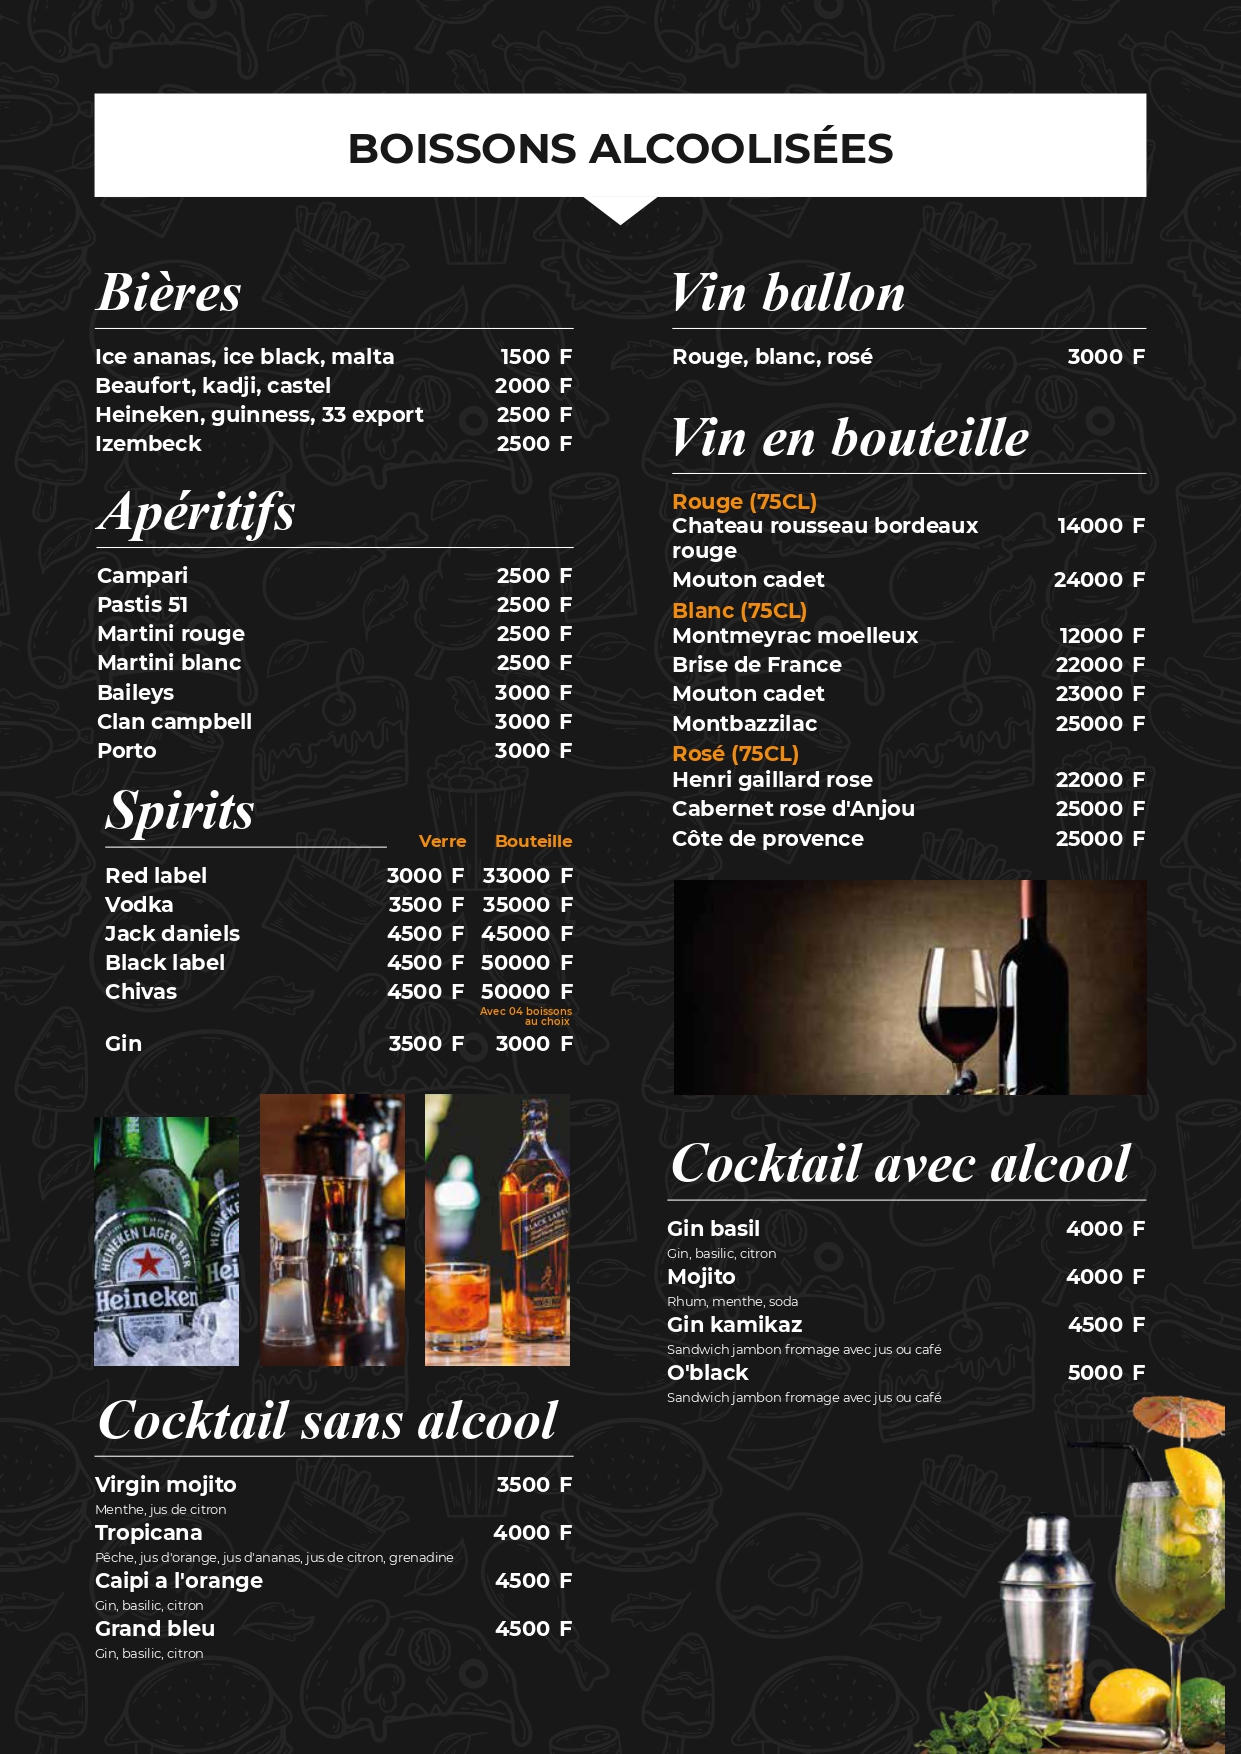 BOISSONS ALCOOLISÉES
Bières
Ice ananas, ice black, malta 1500 F
Beaufort, kadji, castel 2000 F
Heineken, guinness, 33 export 2500 F
Izembeck 2500 F
Apéritifs
Campari 2500 F
Pastis 51 2500 F
Martini rouge 2500 F
Martini blanc 2500 F
Baileys 3000 F
Clan campbell 3000 F
Porto 3000 F
Spirits
Verre Bouteille
Red label 3000 F 33000 F
Vodka 3500 F 35000 F
Jack daniels 4500 F 45000 F
Black label 4500 F 50000 F
Chivas 4500 F 50000 F
Avec 04 boissons
au choix
Gin 3500 F 3000 F
HEINEKEN LAGER BEER
Heineken
BLACK LABEL
Cocktail sans alcool
Virgin mojito 3500 F
Menthe, jus de citron
Tropicana 4000 F
Pêche, jus d'orange, jus d'ananas, jus de citron, grenadine
Caipi a l'orange 4500 F
Gin, basilic, citron
Grand bleu 4500 F
Gin, basilic, citron
Vin ballon
Rouge, blanc, rosé 3000 F
Vin en bouteille
Rouge (75CL)
Chateau rousseau bordeaux 14000 F
rouge
Mouton cadet 24000 F
Blanc (75CL)
Montmeyrac moelleux 12000 F
Brise de France 22000 F
Mouton cadet 23000 F
Montbazzilac 25000 F
Rosé (75CL)
Henri gaillard rose 22000 F
Cabernet rose d'Anjou 25000 F
Côte de provence 25000 F
Cocktail avec alcool
Gin basil 4000 F
Gin, basilic, citron
Mojito 4000 F
Rhum, menthe, soda
Gin kamikaz 4500 F
Sandwich jambon fromage avec jus ou café
O'black 5000 F
Sandwich jambon fromage avec jus ou café